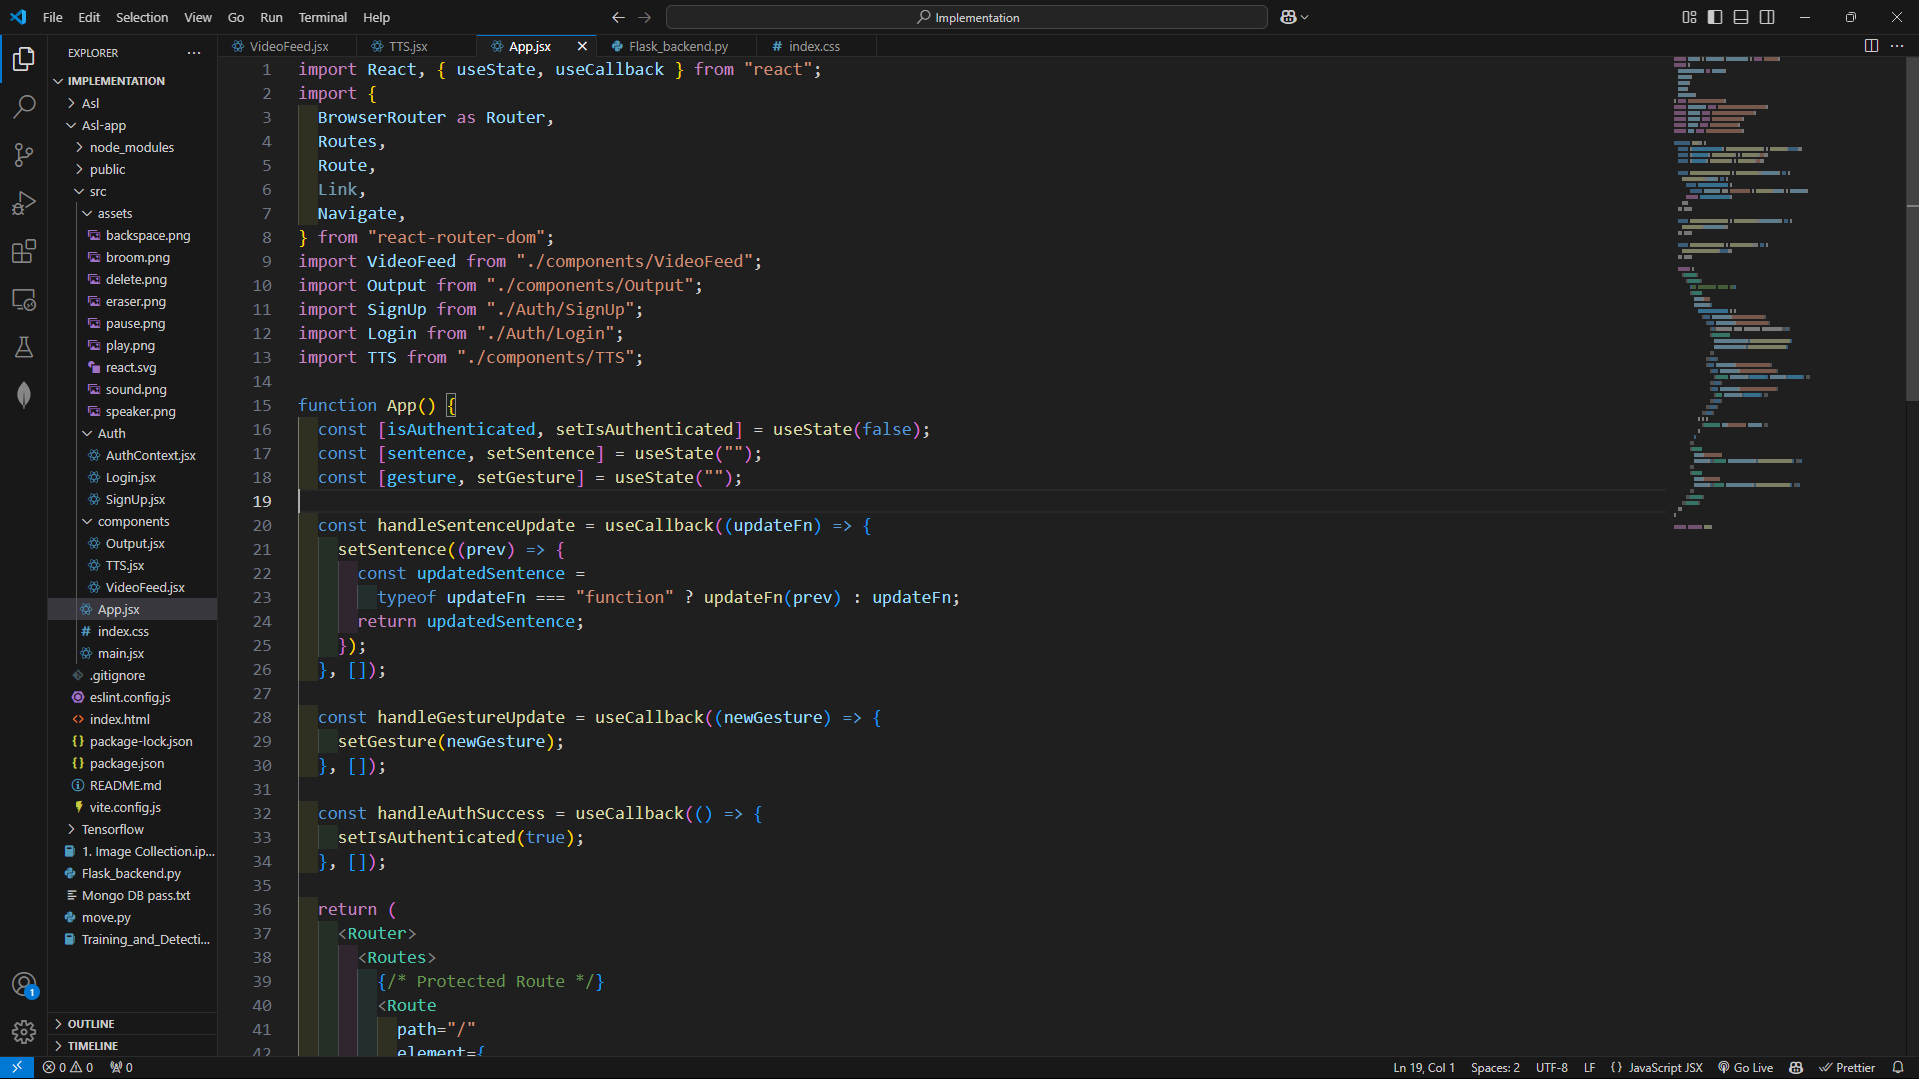 File Edit Selection View Go Run Terminal Help
Implementation
EXPLORER
VideoFeed.jsx
TTS.jsx
App.jsx
Flask_backend.py
# index.css
IMPLEMENTATION
Asl
Asl-app
node_modules
public
src
assets
backspace.png
broom.png
delete.png
eraser.png
pause.png
play.png
react.svg
sound.png
speaker.png
Auth
AuthContext.jsx
Login.jsx
SignUp.jsx
components
Output.jsx
TTS.jsx
VideoFeed.jsx
App.jsx
# index.css
main.jsx
.gitignore
eslint.config.js
<> index.html
{} package-lock.json
{} package.json
README.md
vite.config.js
Tensorflow
1. Image Collection.ip...
Flask_backend.py
Mongo DB pass.txt
move.py
Training_and_Detecti...
1
OUTLINE
TIMELINE
1 import React, { useState, useCallback } from "react";
2 import {
3 BrowserRouter as Router,
4 Routes,
5 Route,
6 Link,
7 Navigate,
8 } from "react-router-dom";
9 import VideoFeed from "./components/VideoFeed";
10 import Output from "./components/Output";
11 import SignUp from "./Auth/SignUp";
12 import Login from "./Auth/Login";
13 import TTS from "./components/TTS";
14
15 function App() {
16 const [isAuthenticated, setIsAuthenticated] = useState(false);
17 const [sentence, setSentence] = useState("");
18 const [gesture, setGesture] = useState("");
19
20 const handleSentenceUpdate = useCallback((updateFn) => {
21 setSentence((prev) => {
22 const updatedSentence =
23 typeof updateFn === "function" ? updateFn(prev) : updateFn;
24 return updatedSentence;
25 });
26 }, []);
27
28 const handleGestureUpdate = useCallback((newGesture) => {
29 setGesture(newGesture);
30 }, []);
31
32 const handleAuthSuccess = useCallback(() => {
33 setIsAuthenticated(true);
34 }, []);
35
36 return (
37 <Router>
38 <Routes>
39 {/* Protected Route */}
40 <Route
41 path="/"
42 element={
0 0 0 Ln 19, Col 1 Spaces: 2 UTF-8 LF {} JavaScript JSX Go Live Prettier